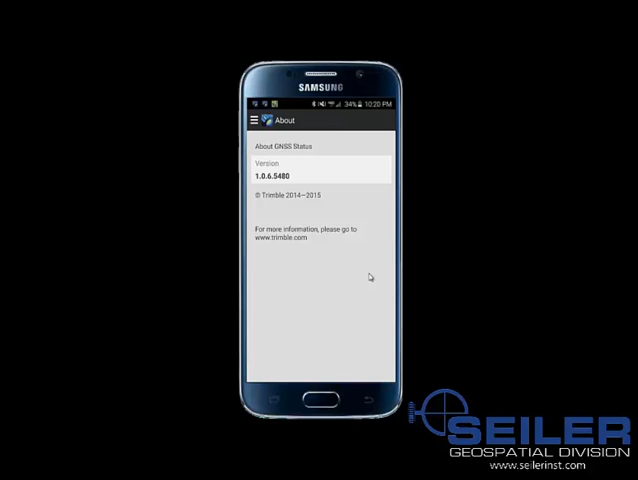 SAMSUNG
34% 10:20 PM
About
About GNSS Status
Version
1.0.6.5480
© Trimble 2014—2015
For more information, please go to
www.trimble.com
SEILER
GEOSPATIAL DIVISION
www.seilerinst.com